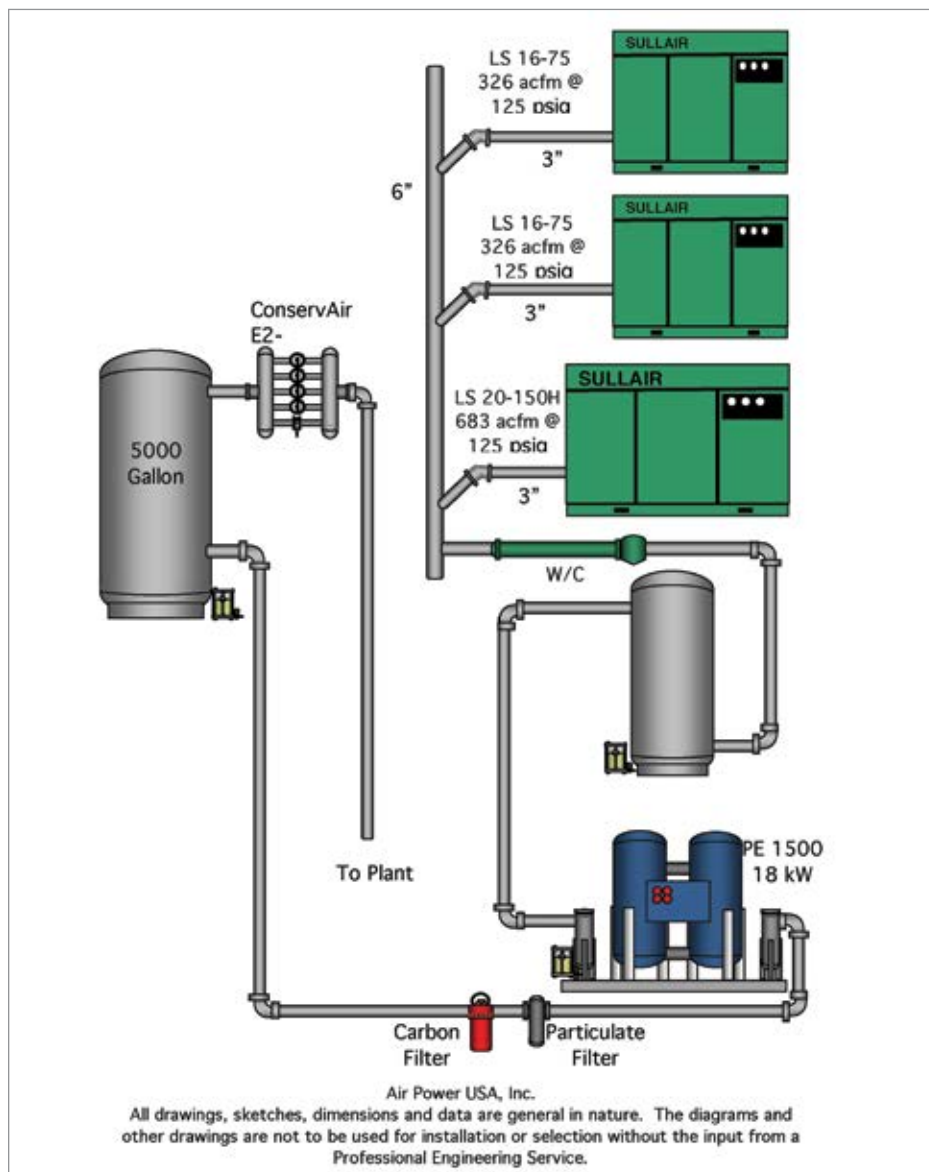 SULLAIR
LS 16-75
326 acfm @
125 psig
3”
6”
SULLAIR
LS 16-75
326 acfm @
125 psig
3”
ConservAir
E2-
SULLAIR
LS 20-150H
683 acfm @
125 psig
3”
5000
Gallon
W/C
To Plant
PE 1500
18 kW
Carbon
Filter
Particulate
Filter
Air Power USA, Inc.
All drawings, sketches, dimensions and data are general in nature. The diagrams and
other drawings are not to be used for installation or selection without the input from a
Professional Engineering Service.